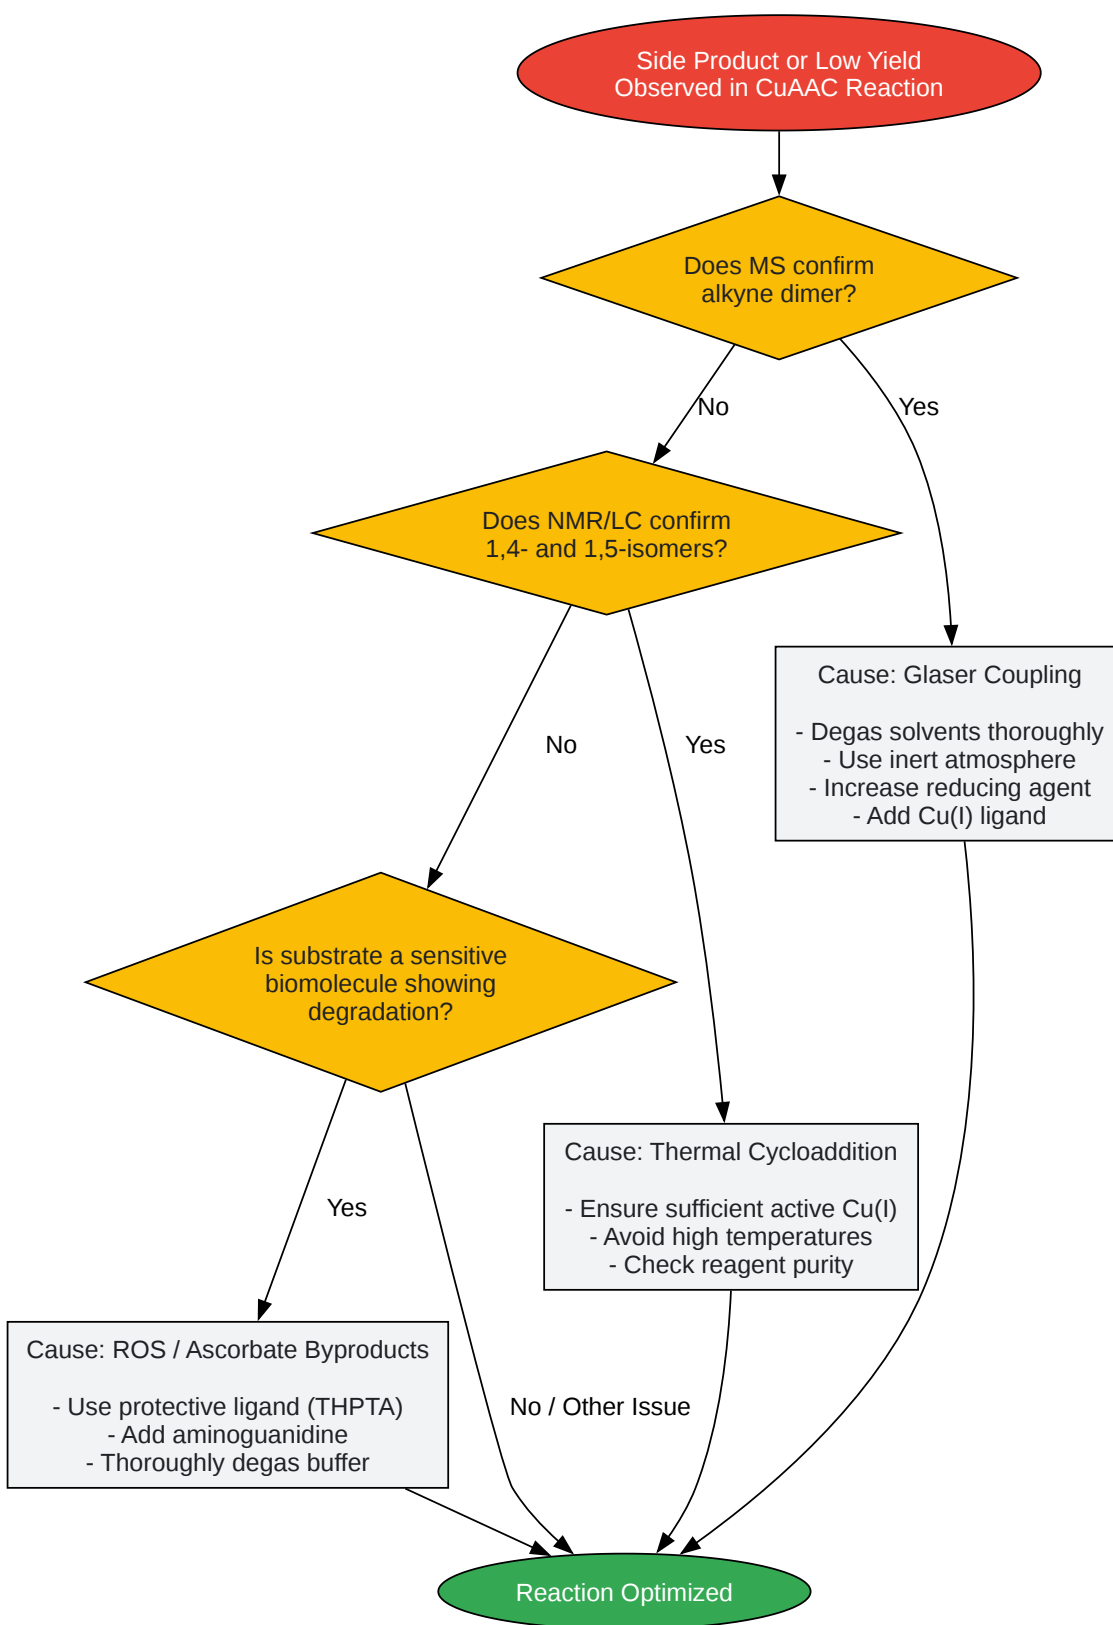 Side Product or Low Yield
Observed in CuAAC Reaction
Does MS confirm
alkyne dimer?
No
Yes
Does NMR/LC confirm
1,4- and 1,5-isomers?
Cause: Glaser Coupling
- Degas solvents thoroughly
- Use inert atmosphere
- Increase reducing agent
- Add Cu(I) ligand
No
Yes
Is substrate a sensitive
biomolecule showing
degradation?
Cause: Thermal Cycloaddition
- Ensure sufficient active Cu(I)
- Avoid high temperatures
- Check reagent purity
Yes
Cause: ROS / Ascorbate Byproducts
- Use protective ligand (THPTA)
- Add aminoguanidine
- Thoroughly degas buffer
No / Other Issue
Reaction Optimized